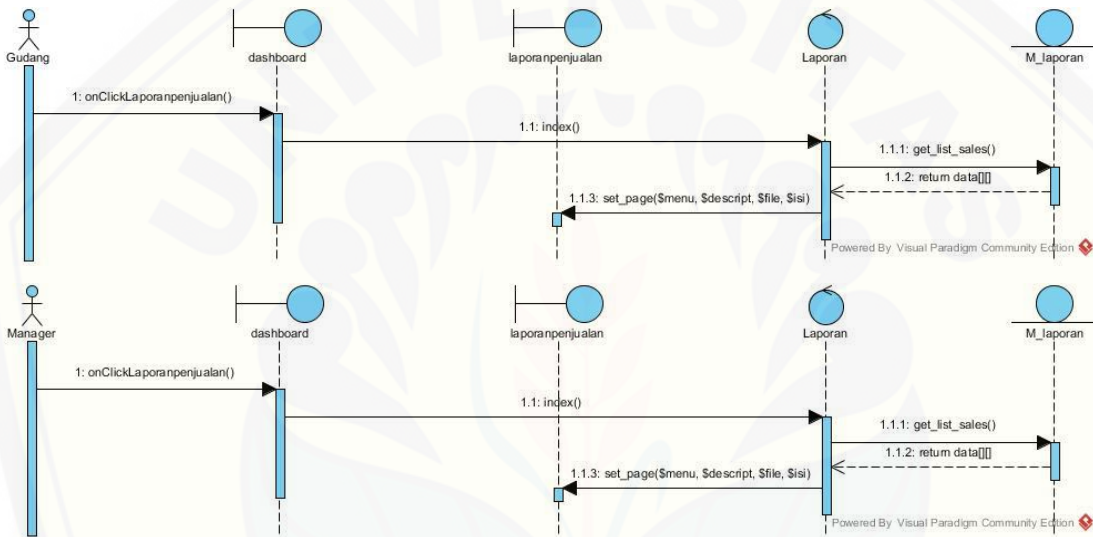 Gudang
dashboard
laporanpenjualan
Laporan
M_laporan
1: onClickLaporanpenjualan()
1.1: index()
1.1.1: get_list_sales()
1.1.2: return data[][]
1.1.3: set_page($menu, $descript, $file, $isi)
Powered By Visual Paradigm Community Edition
Manager
dashboard
laporanpenjualan
Laporan
M_laporan
1: onClickLaporanpenjualan()
1.1: index()
1.1.1: get_list_sales()
1.1.2: return data[][]
1.1.3: set_page($menu, $descript, $file, $isi)
Powered By Visual Paradigm Community Edition
UNIVERSITAS